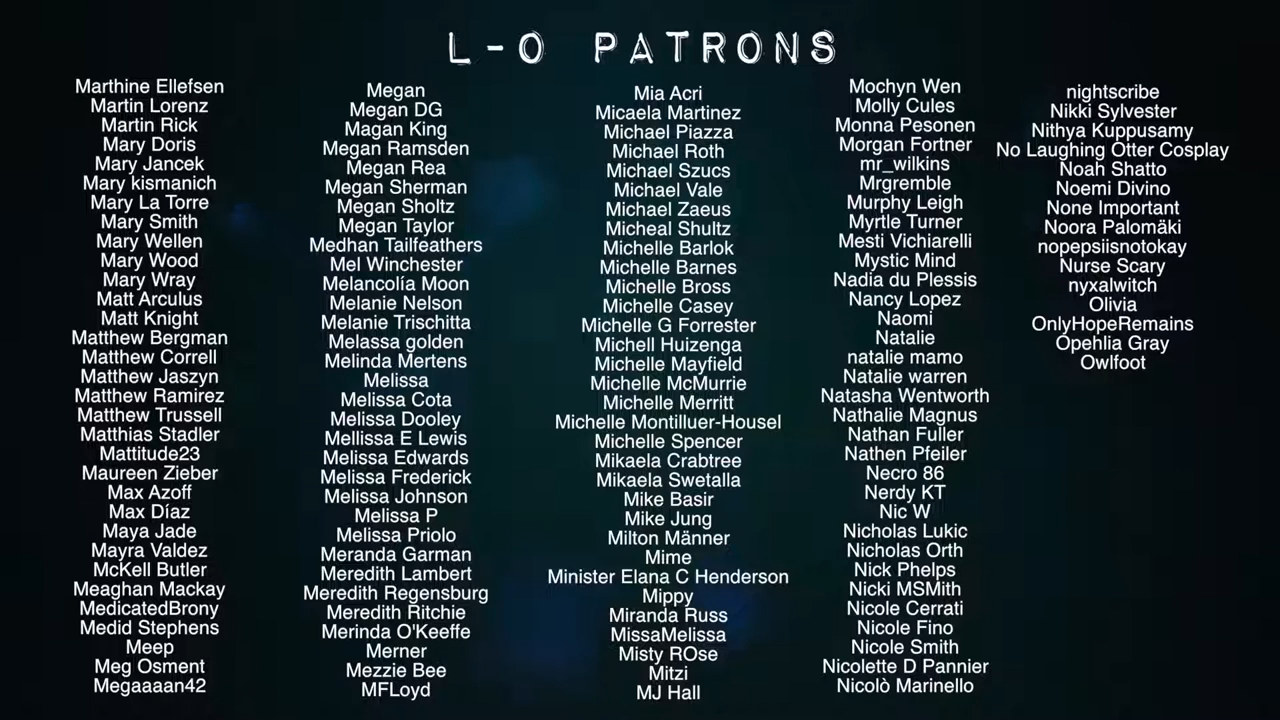 L-O PATRONS
Marthine Ellefsen
Martin Lorenz
Martin Rick
Mary Doris
Mary Jancek
Mary kismanich
Mary La Torre
Mary Smith
Mary Wellen
Mary Wood
Mary Wray
Matt Arculus
Matt Knight
Matthew Bergman
Matthew Correll
Matthew Jaszyn
Matthew Ramirez
Matthew Trussell
Matthias Stadler
Mattitude23
Maureen Zieber
Max Azoff
Max Díaz
Maya Jade
Mayra Valdez
McKell Butler
Meaghan Mackay
MedicatedBrony
Medid Stephens
Meep
Meg Osment
Megaaaan42
Megan
Megan DG
Magan King
Megan Ramsden
Megan Rea
Megan Sherman
Megan Sholtz
Megan Taylor
Medhan Tailfeathers
Mel Winchester
Melancolía Moon
Melanie Nelson
Melanie Trischitta
Melassa golden
Melinda Mertens
Melissa
Melissa Cota
Melissa Dooley
Mellissa E Lewis
Melissa Edwards
Melissa Frederick
Melissa Johnson
Melissa P
Melissa Priolo
Meranda Garman
Meredith Lambert
Meredith Regensburg
Meredith Ritchie
Merinda O'Keeffe
Merner
Mezzie Bee
MFLoyd
Mia Acri
Micaela Martinez
Michael Piazza
Michael Roth
Michael Szucs
Michael Vale
Michael Zaeus
Micheal Shultz
Michelle Barlok
Michelle Barnes
Michelle Bross
Michelle Casey
Michelle G Forrester
Michell Huizenga
Michelle Mayfield
Michelle McMurrie
Michelle Merritt
Michelle Montilluer-Housel
Michelle Spencer
Mikaela Crabtree
Mikaela Swetalla
Mike Basir
Mike Jung
Milton Männer
Mime
Minister Elana C Henderson
Mippy
Miranda Russ
MissaMelissa
Misty ROse
Mitzi
MJ Hall
Mochyn Wen
Molly Cules
Monna Pesonen
Morgan Fortner
mr_wilkins
Mrgremble
Murphy Leigh
Myrtle Turner
Mesti Vichiarelli
Mystic Mind
Nadia du Plessis
Nancy Lopez
Naomi
Natalie
natalie mamo
Natalie warren
Natasha Wentworth
Nathalie Magnus
Nathan Fuller
Nathen Pfeiler
Necro 86
Nerdy KT
Nic W
Nicholas Lukic
Nicholas Orth
Nick Phelps
Nicki MSMith
Nicole Cerrati
Nicole Fino
Nicole Smith
Nicolette D Pannier
Nicolò Marinello
nightscribe
Nikki Sylvester
Nithya Kuppusamy
No Laughing Otter Cosplay
Noah Shatto
Noemi Divino
None Important
Noora Palomäki
nopepsiisnotokay
Nurse Scary
nyxalwitch
Olivia
OnlyHopeRemains
Opehlia Gray
Owlfoot